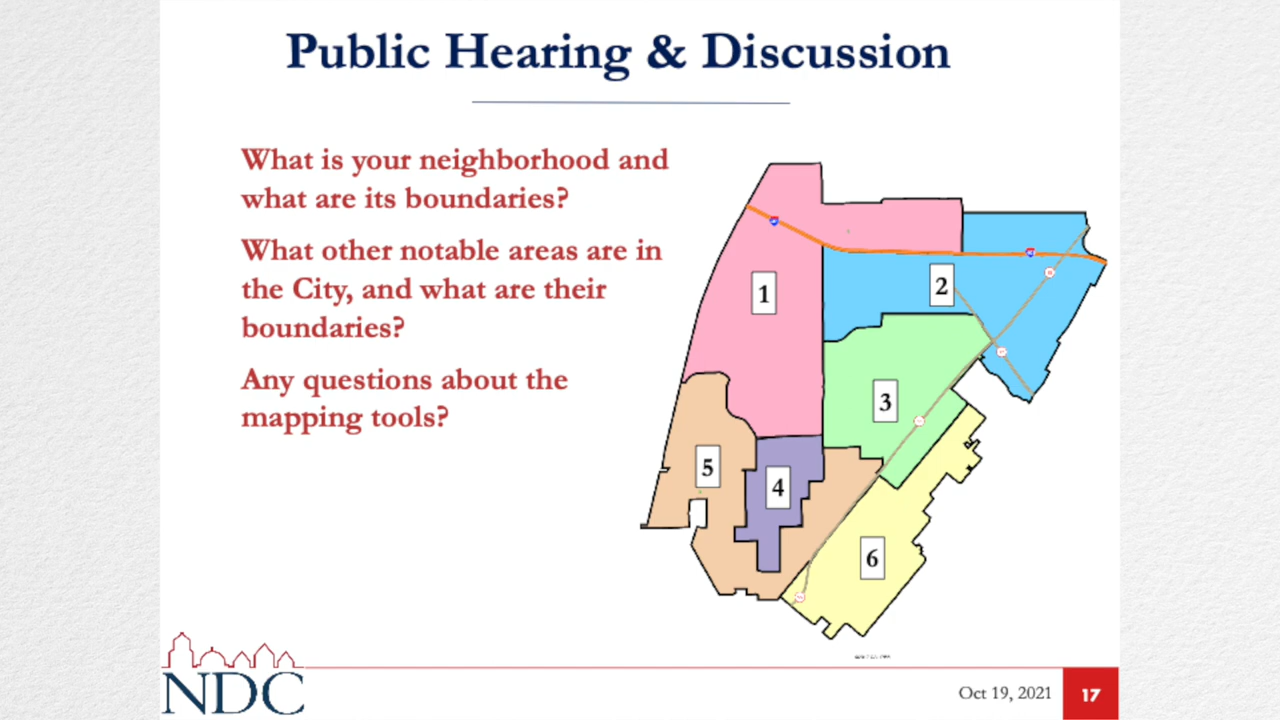 Public Hearing & Discussion
What is your neighborhood and
what are its boundaries?
What other notable areas are in
the City, and what are their
boundaries?
Any questions about the
mapping tools?
1
2
3
5
4
6
NDC
Oct 19, 2021
17